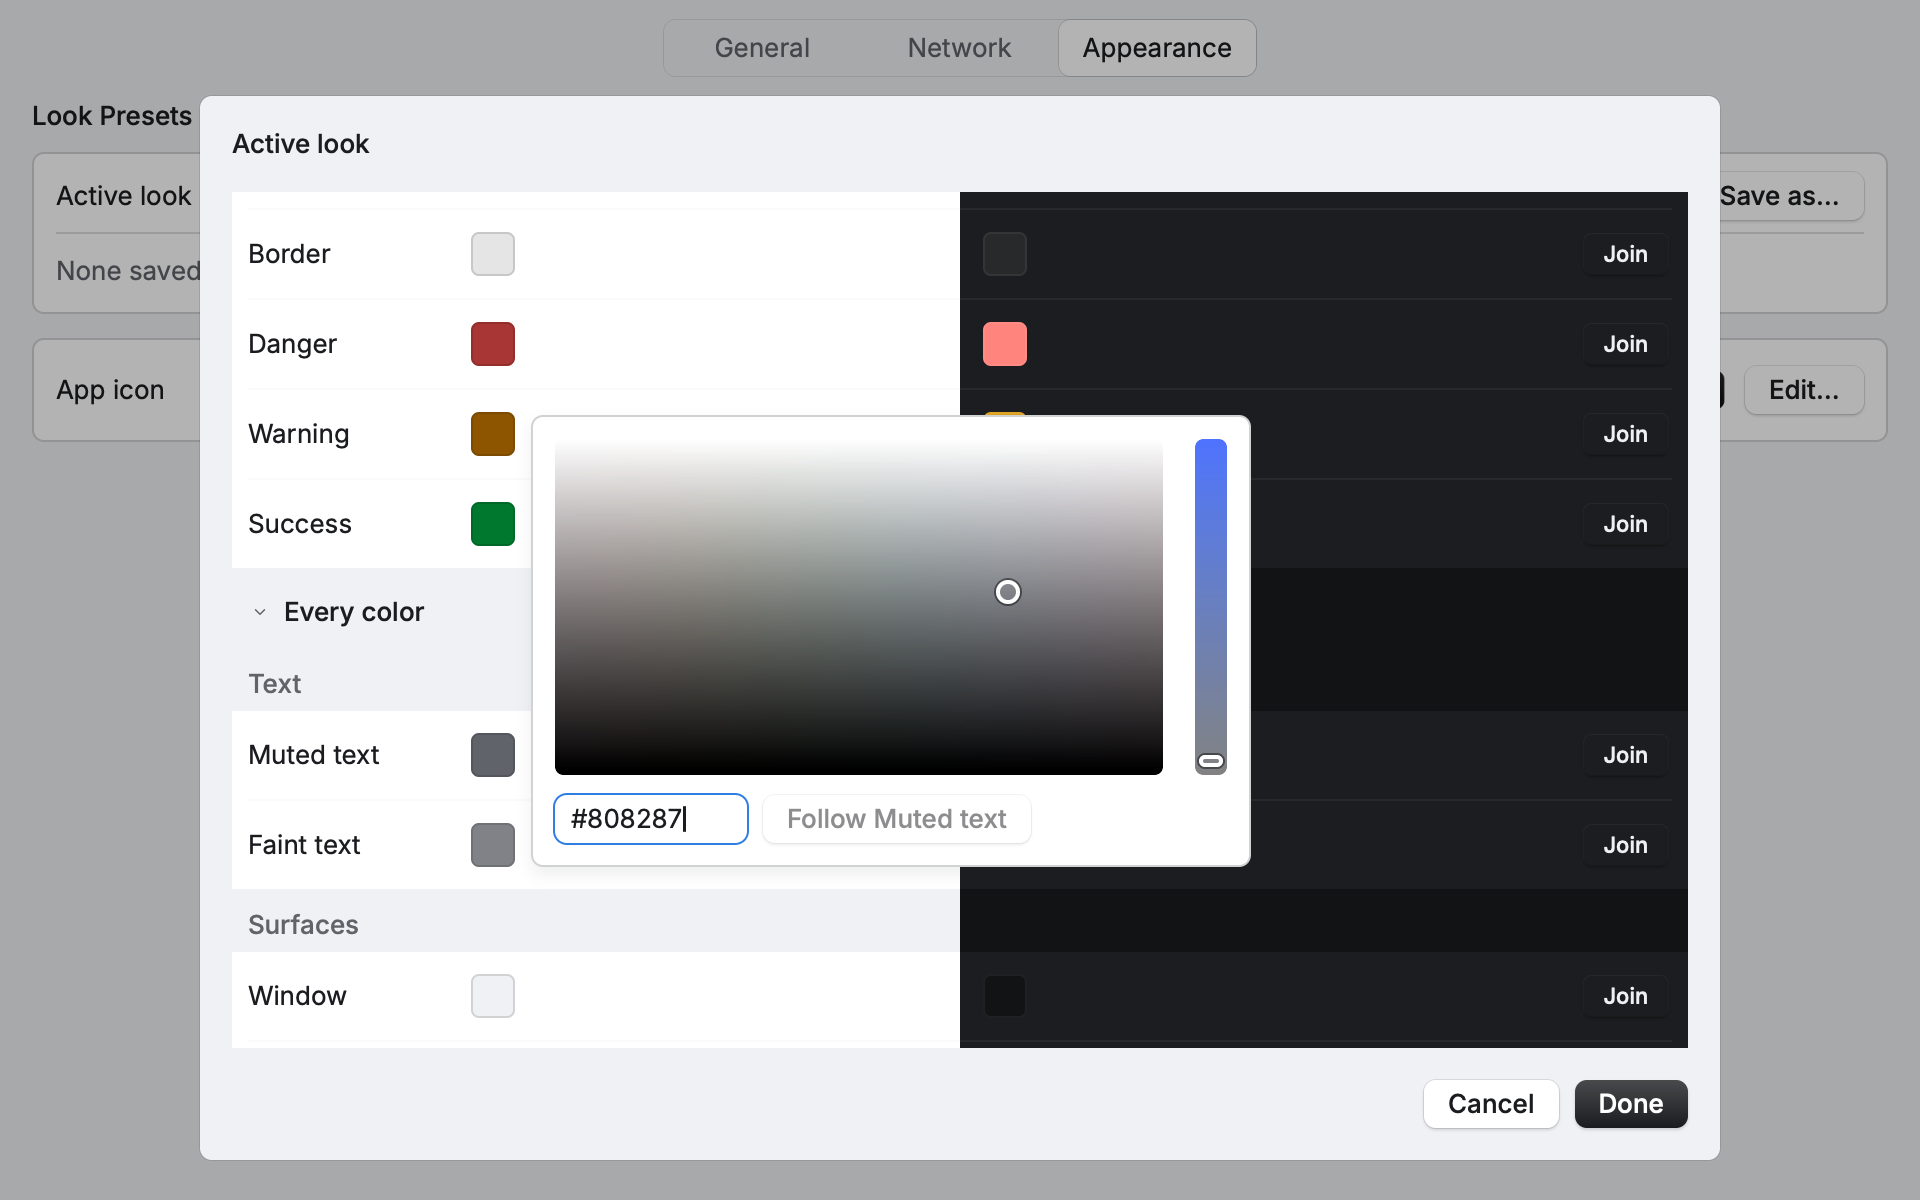 General
Network
Appearance
Look Presets
Active look
Save as...
None saved
App icon
Edit...
Active look
Border
Join
Danger
Join
Warning
Join
Success
Join
Every color
Text
Muted text
Join
Faint text
Join
#808287
Follow Muted text
Surfaces
Window
Join
Cancel
Done